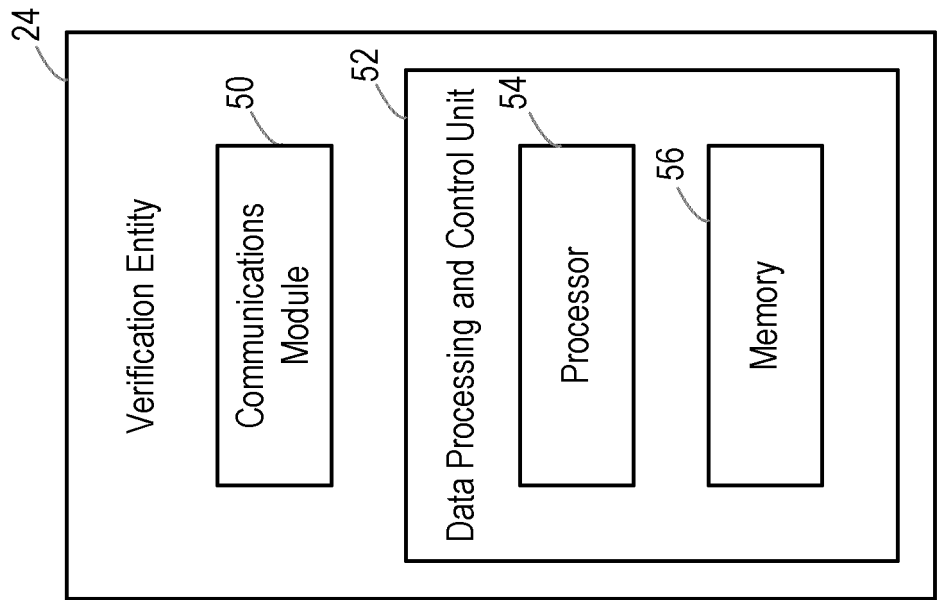 24
Verification Entity
50
Communications
Module
52
Data Processing and Control Unit
54
Processor
56
Memory